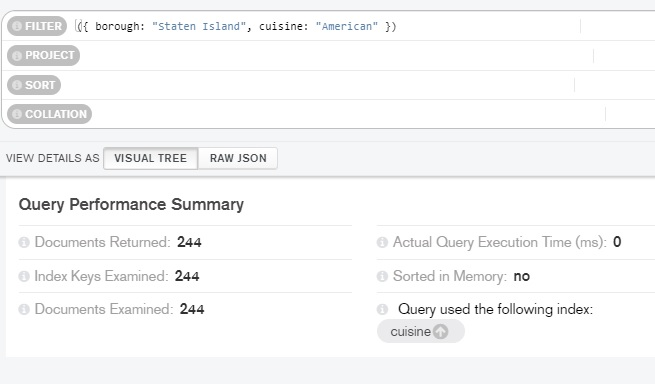 FILTER ({ borough: "Staten Island", cuisine: "American" })
PROJECT
SORT
COLLATION
VIEW DETAILS AS VISUAL TREE RAW JSON
Query Performance Summary
Documents Returned: 244
Index Keys Examined: 244
Documents Examined: 244
Actual Query Execution Time (ms): 0
Sorted in Memory: no
Query used the following index:
cuisine